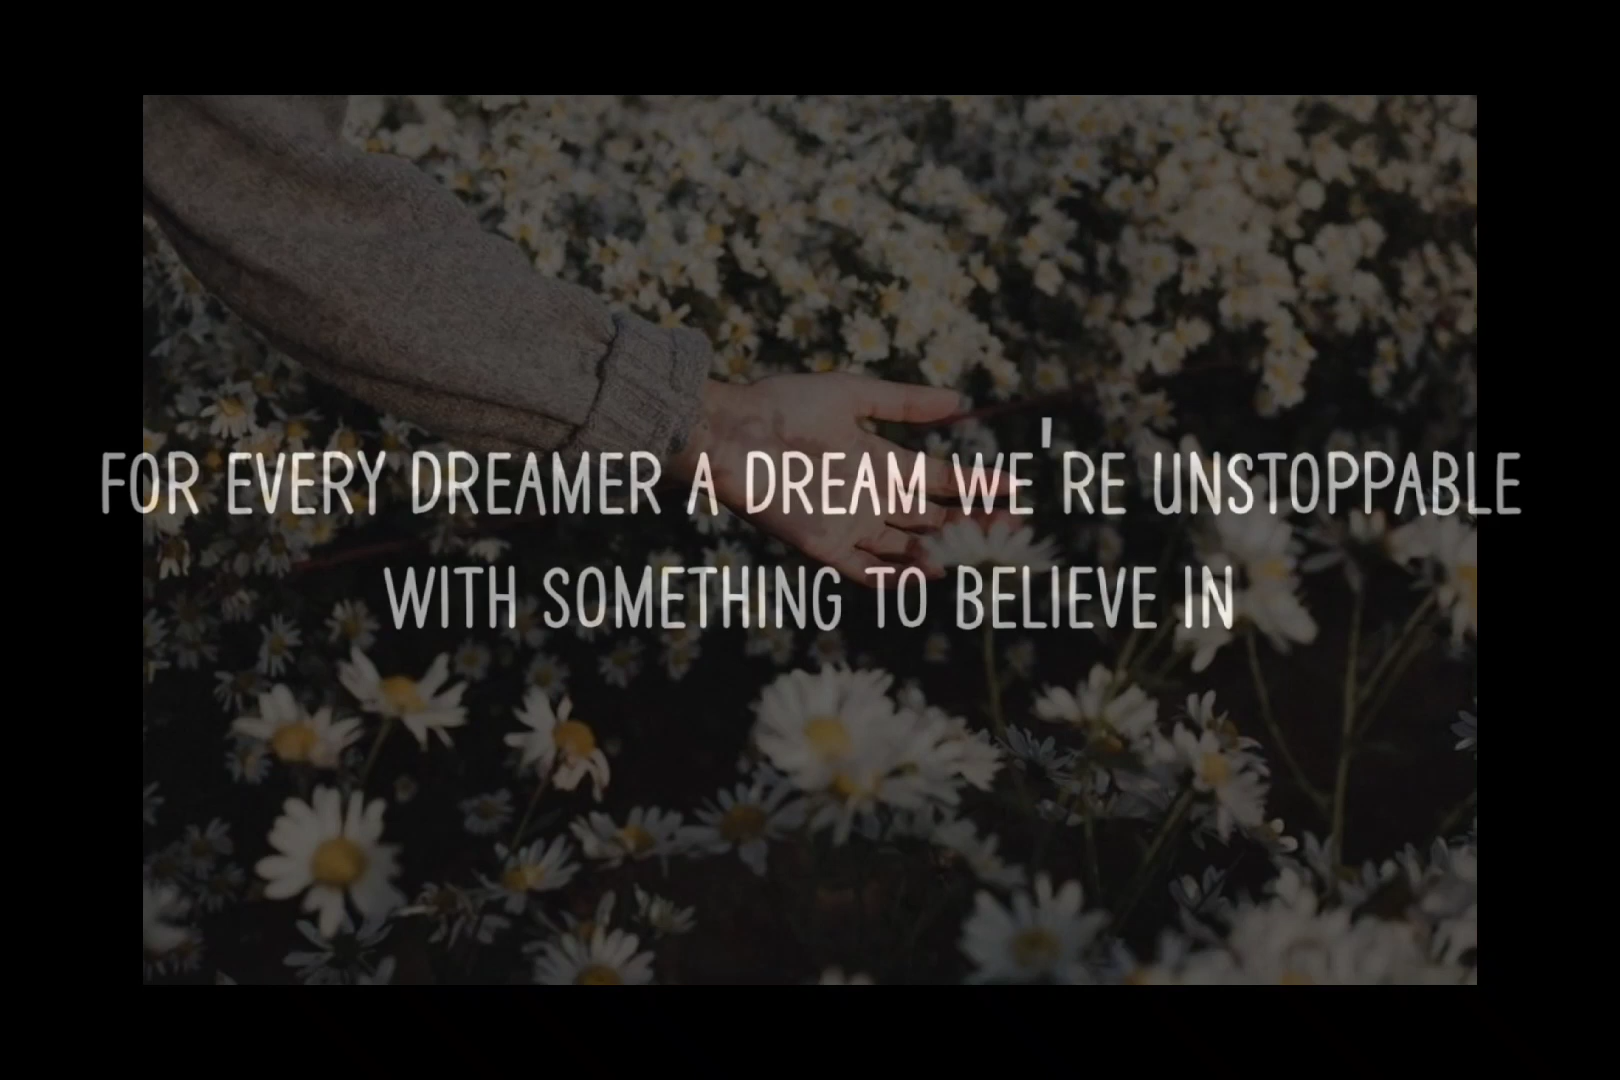 FOR EVERY DREAMER A DREAM WE'RE UNSTOPPABLE
WITH SOMETHING TO BELIEVE IN